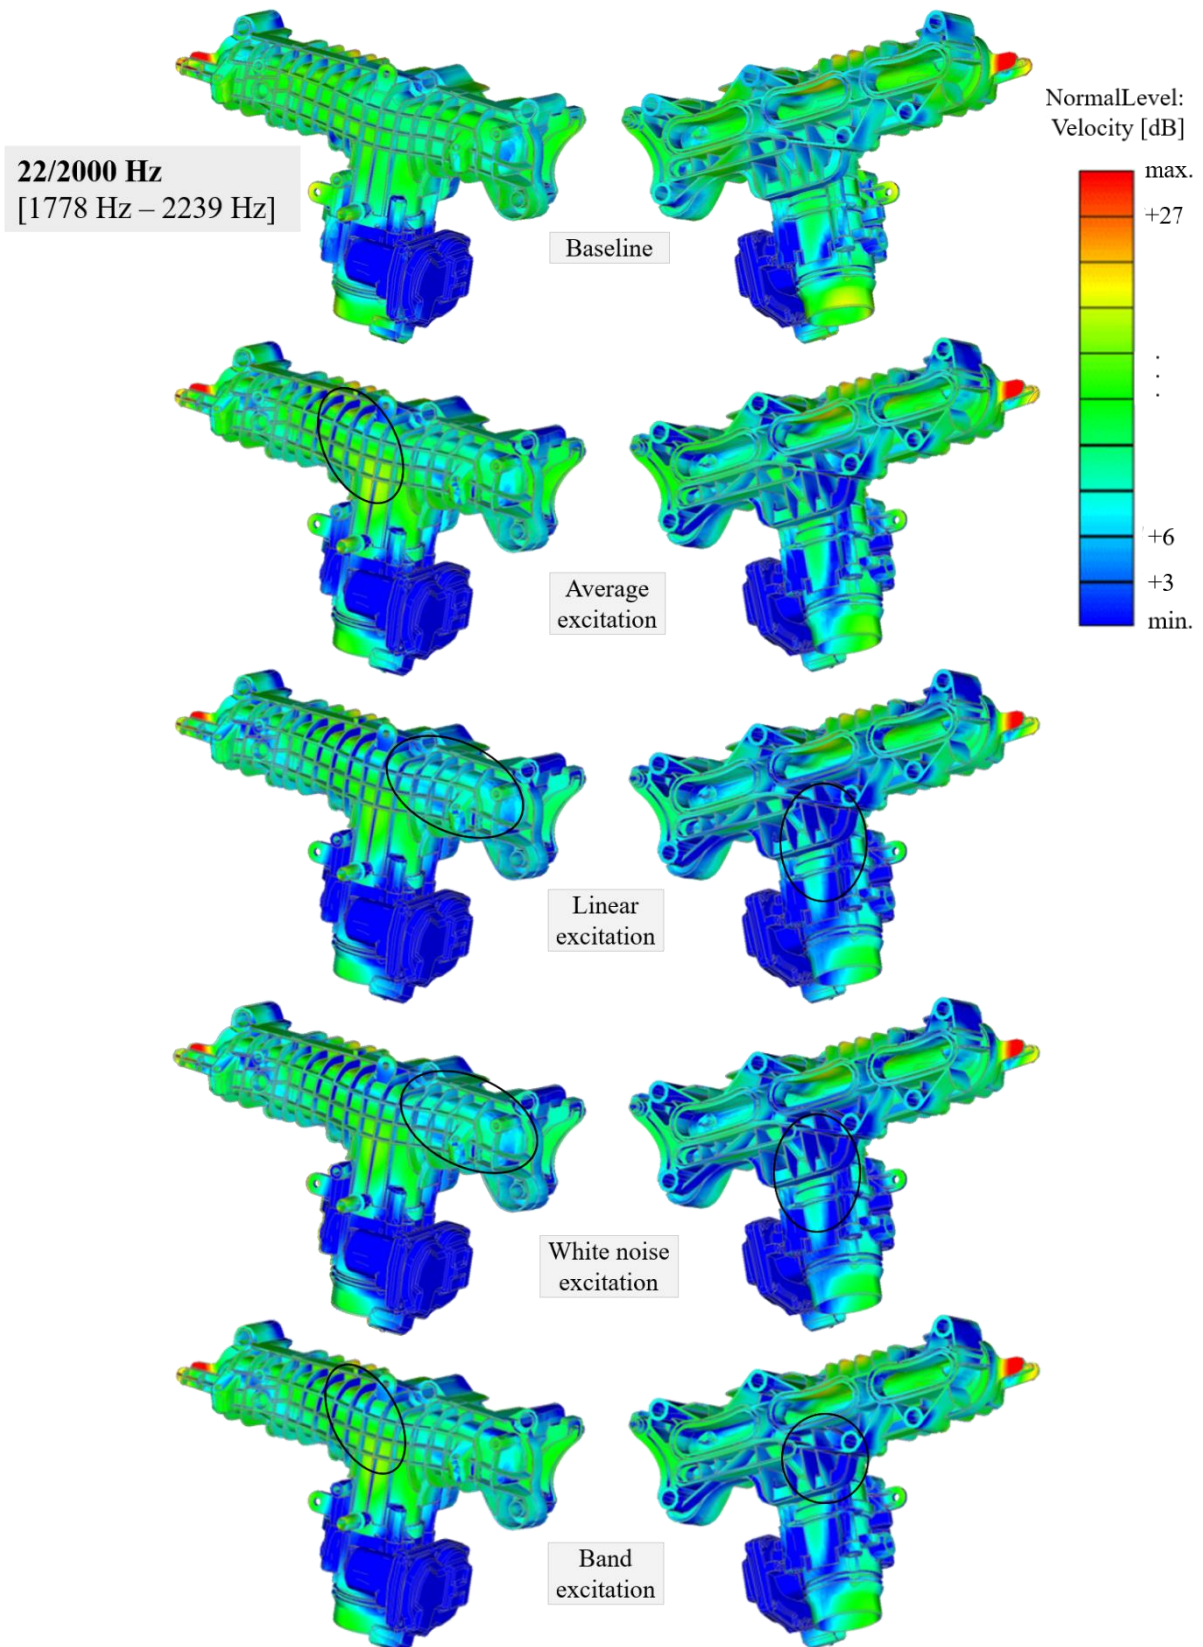 NormalLevel:
Velocity [dB]
22/2000 Hz
[1778 Hz – 2239 Hz]
max.
+27
.
.
.
+6
+3
min.
Baseline
Average
excitation
Linear
excitation
White noise
excitation
Band
excitation